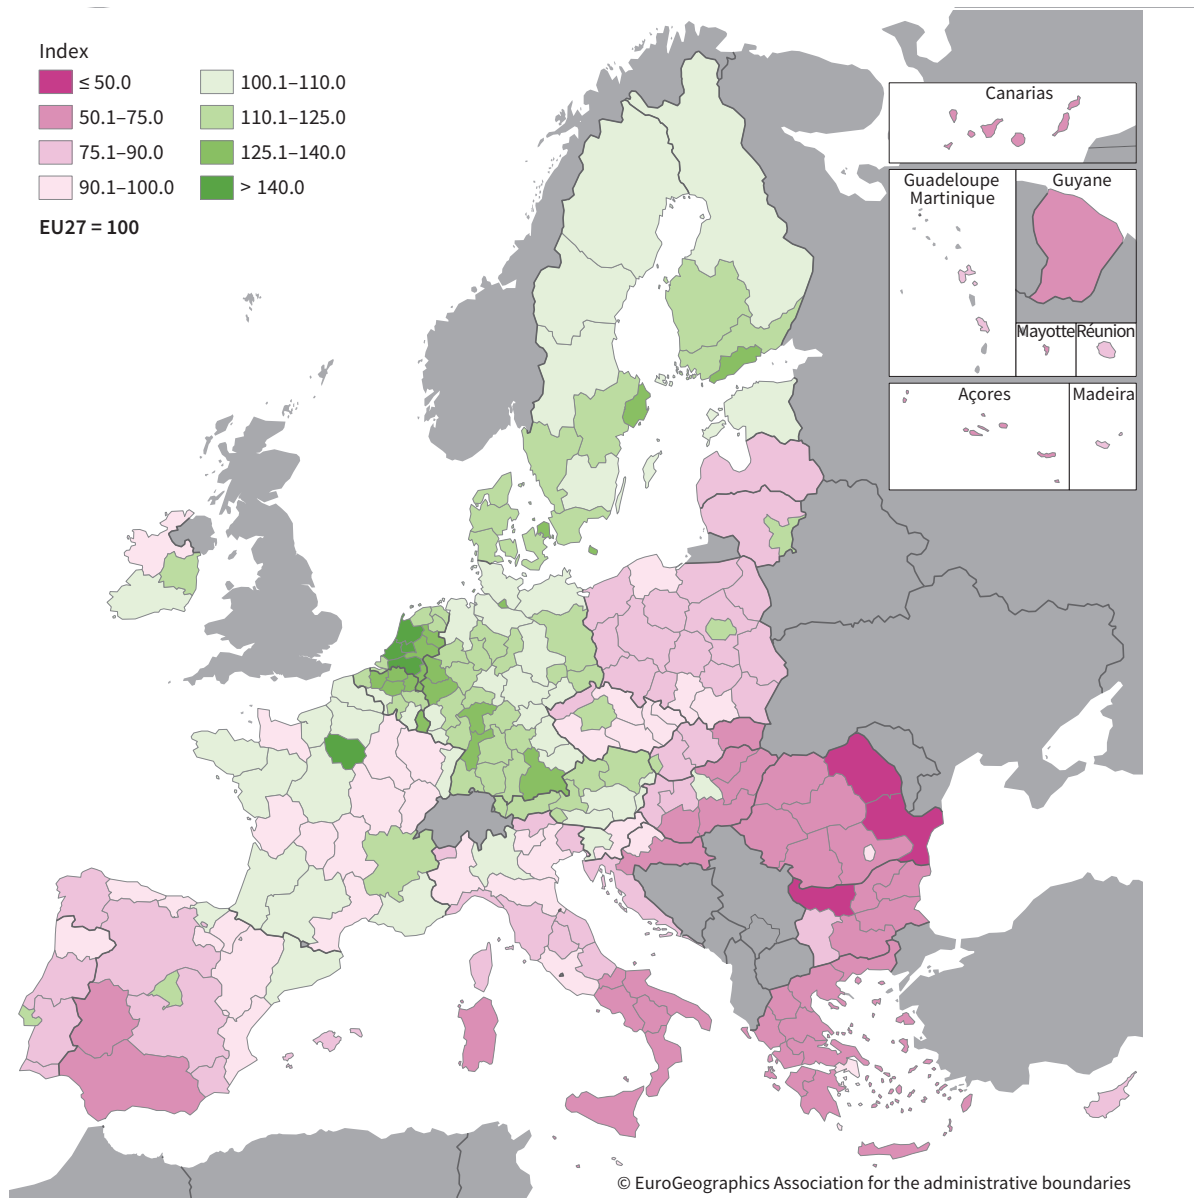 Index
≤ 50.0
50.1–75.0
75.1–90.0
90.1–100.0
100.1–110.0
110.1–125.0
125.1–140.0
> 140.0
EU27 = 100
Canarias
Guadeloupe
Martinique
Guyane
Mayotte
Réunion
Açores
Madeira
© EuroGeographics Association for the administrative boundaries